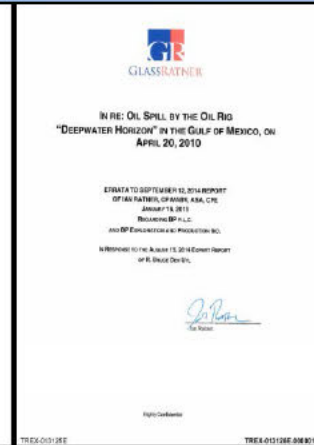 GR
GLASSRATNER
IN RE: OIL SPILL BY THE OIL RIG
"DEEPWATER HORIZON" IN THE GULF OF MEXICO, ON
APRIL 20, 2010
ERRATA TO SEPTEMBER 12, 2014 REPORT
OF IAN RATNER, CPA/ABV, ASA, CFE
JANUARY 15,
REGARDING BP P.L.C.
AND BP EXPLORATION AND PRODUCTION INC.
IN RESPONSE TO THE AUGUST 15, 2014 EXPERT REPORT
OF R. BRUCE DEN UYL
Ian Ratner
Highly Confidential
TREX-013126E
TREX-013126E.000001